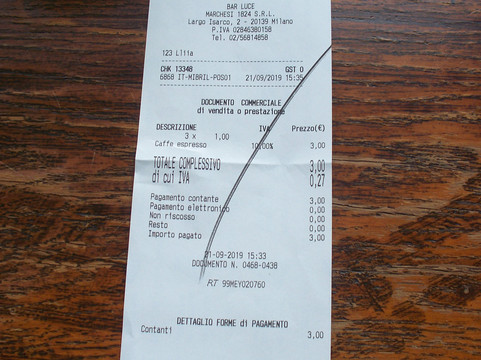 BAR LUCE
MARCHESI 1824 S.R.L.
Largo Isarco, 2 - 20139 Milano
P.IVA 02846380158
Tel. 02/56814858
123 Lilia
CHK 13348 GST 0
6868 IT-MIBRIL-POS01 21/09/2019 15:35
DOCUMENTO COMMERCIALE
di vendita o prestazione
DESCRIZIONE IVA Prezzo(€)
3 x 1,00
Caffe espresso 10,00% 3,00
TOTALE COMPLESSIVO 3,00
di cui IVA 0,27
Pagamento contante 3,00
Pagamento elettronico 0,00
Non riscosso 0,00
Resto 0,00
Importo pagato 3,00
21-09-2019 15:33
DOCUMENTO N. 0468-0438
RT 99MEY020760
DETTAGLIO FORME di PAGAMENTO
Contanti 3,00